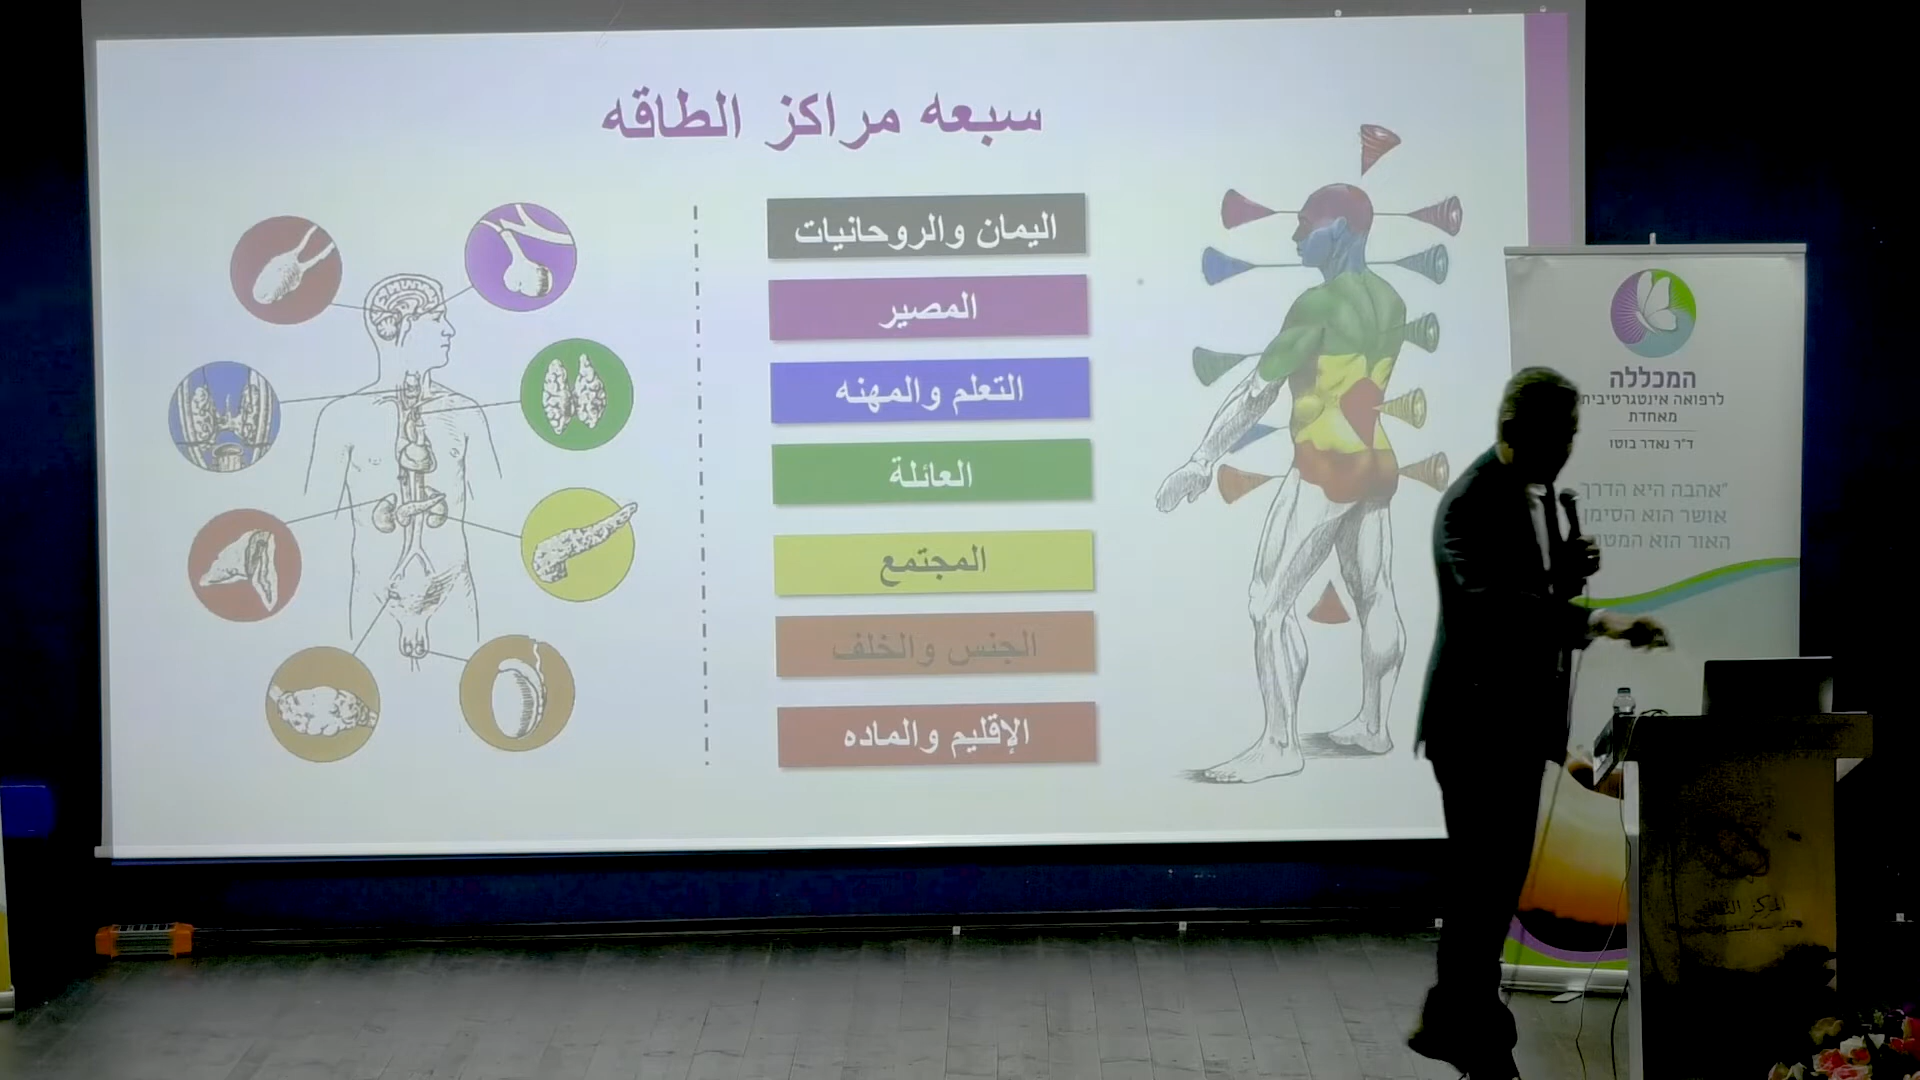 سبعه مراكز الطاقه
اليمان والروحانيات
المصير
التعلم والمهنه
العائلة
المجتمع
الجنس والخلف
الإقليم والماده
המכללה
לרפואה אינטגרטיבית
מאחדת
ד"ר נאדר בוטו
"אהבה היא הדרך
אושר הוא הסימן
האור הוא
المركز